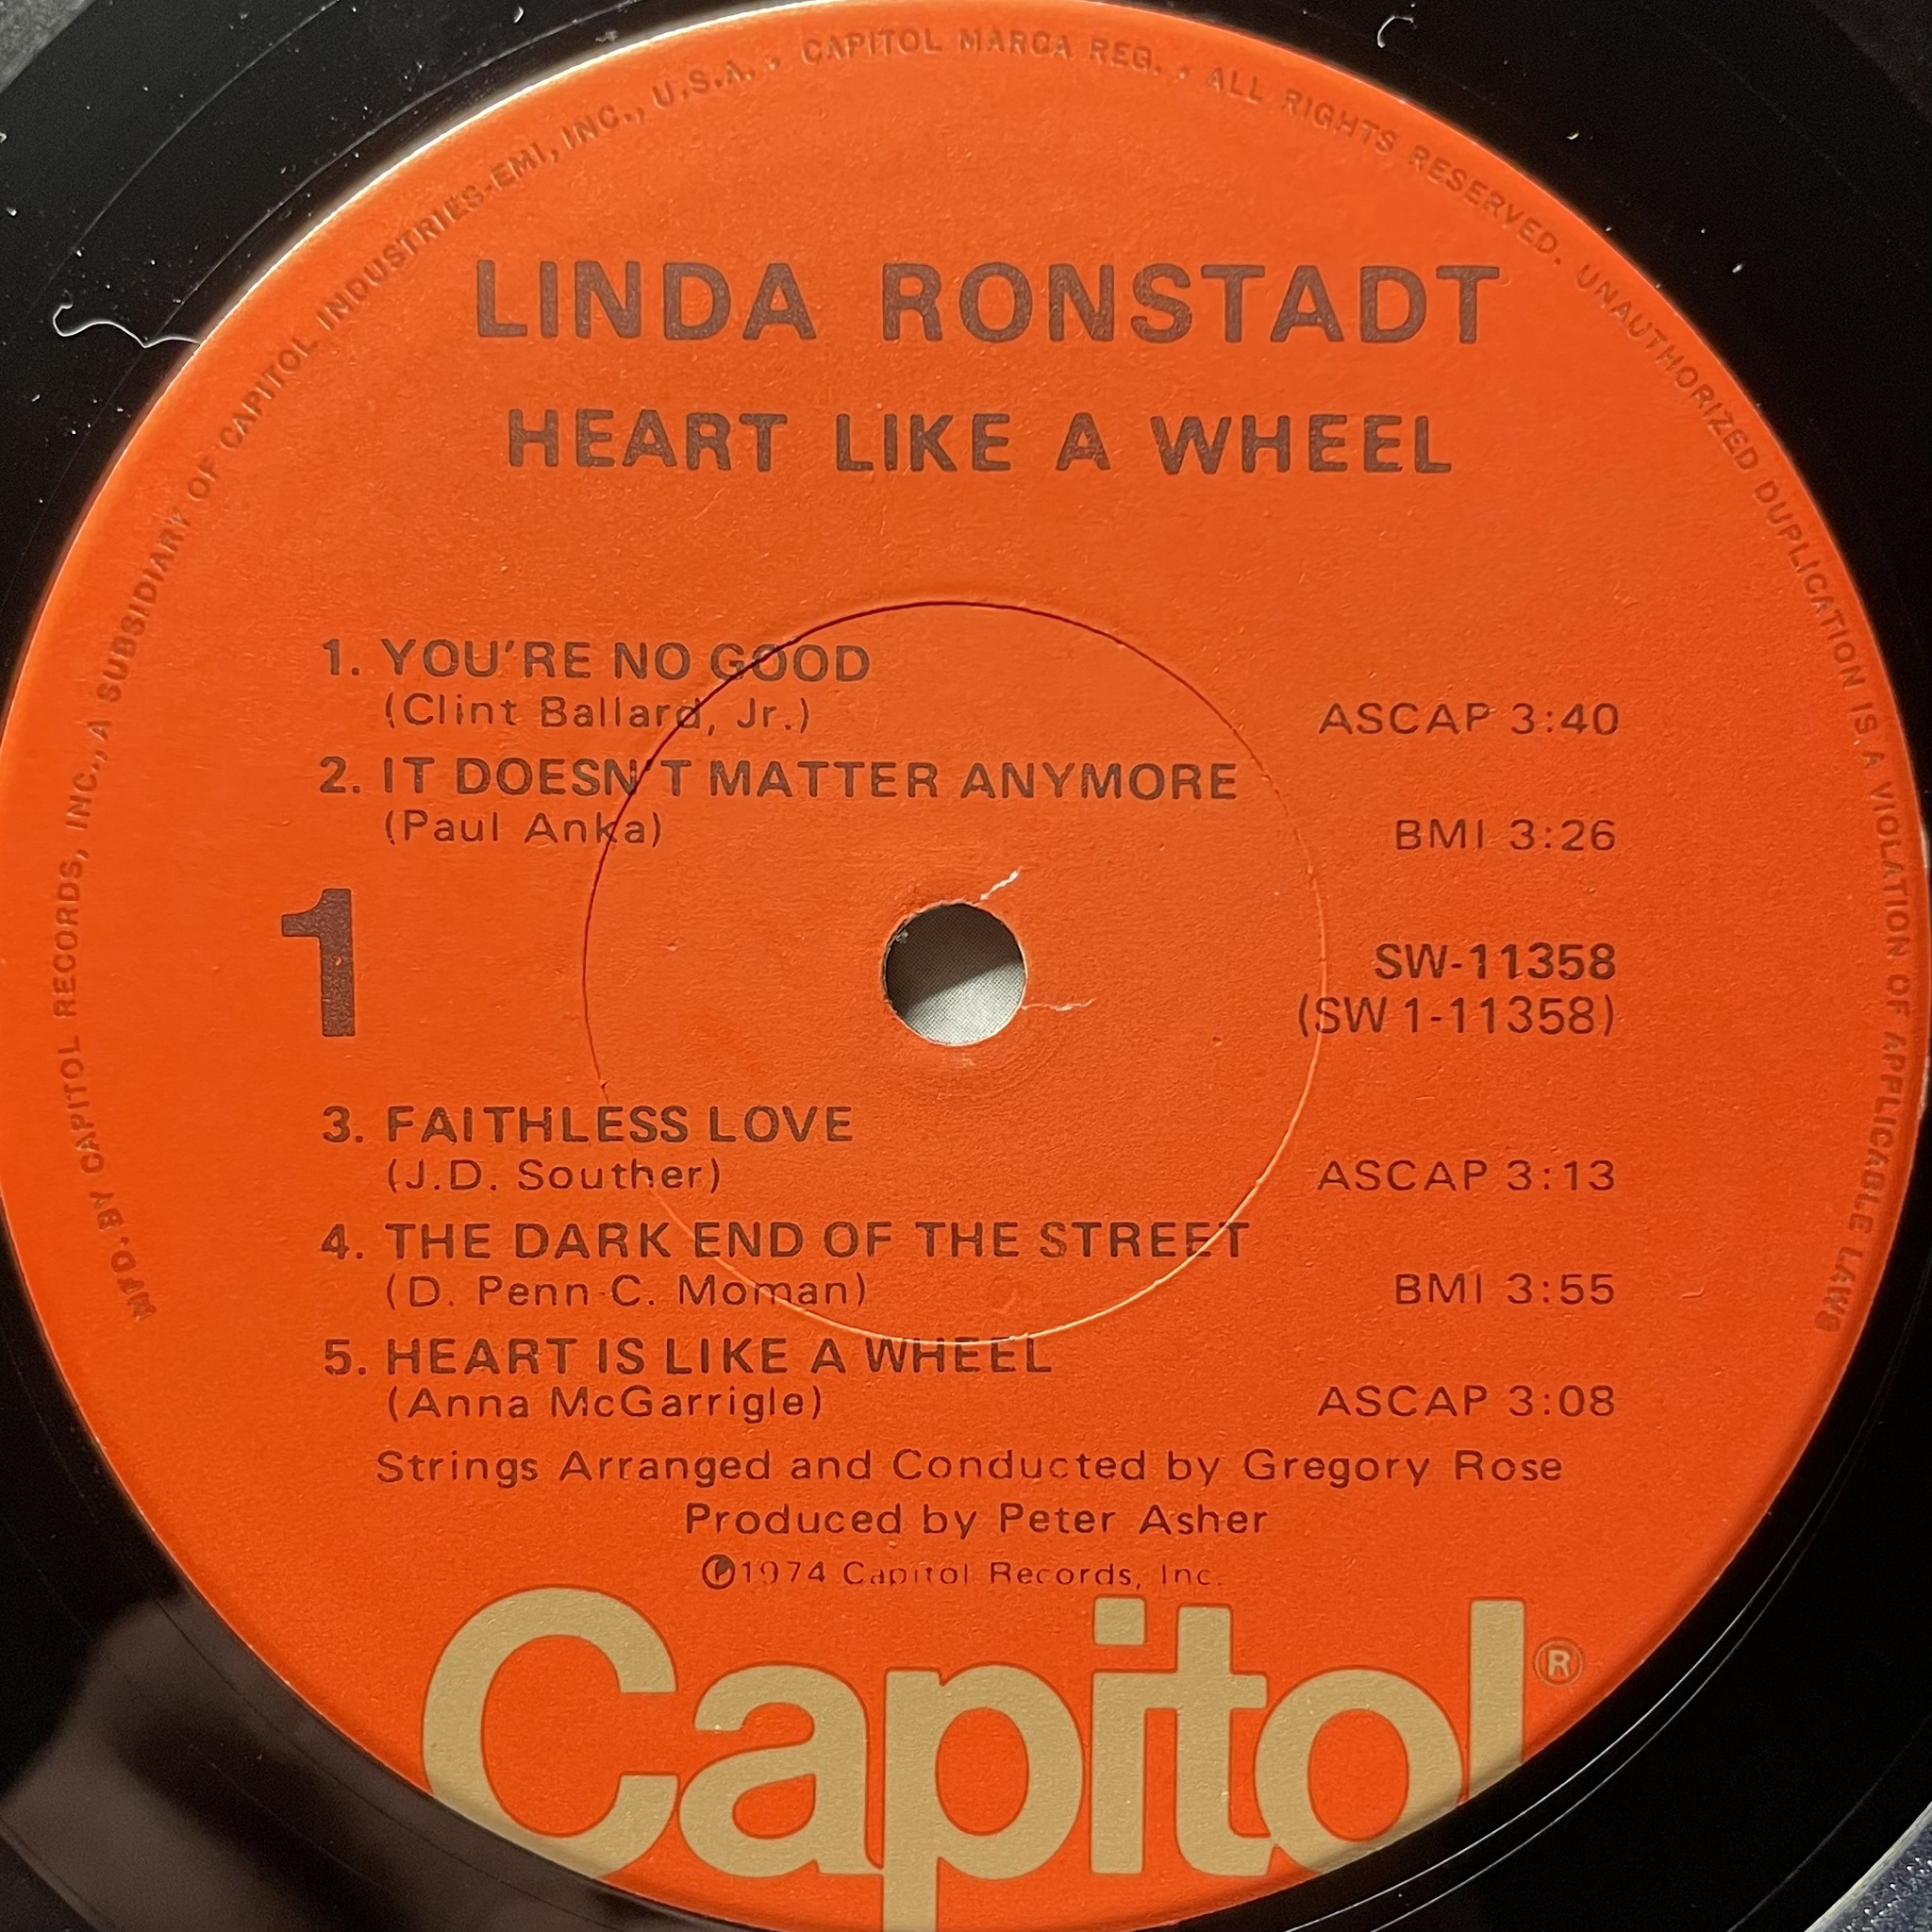 MFD. BY CAPITOL RECORDS, INC., A SUBSIDIARY OF CAPITOL INDUSTRIES-EMI, INC., U.S.A. • CAPITOL MARCA REG. • ALL RIGHTS RESERVED. UNAUTHORIZED DUPLICATION IS A VIOLATION OF APPLICABLE LAWS
LINDA RONSTADT
HEART LIKE A WHEEL
1. YOU'RE NO GOOD
(Clint Ballard, Jr.) ASCAP 3:40
2. IT DOESN'T MATTER ANYMORE
(Paul Anka) BMI 3:26
1
SW-11358
(SW 1-11358)
3. FAITHLESS LOVE
(J.D. Souther) ASCAP 3:13
4. THE DARK END OF THE STREET
(D. Penn-C. Moman) BMI 3:55
5. HEART IS LIKE A WHEEL
(Anna McGarrigle) ASCAP 3:08
Strings Arranged and Conducted by Gregory Rose
Produced by Peter Asher
℗1974 Capitol Records, Inc.
Capitol®